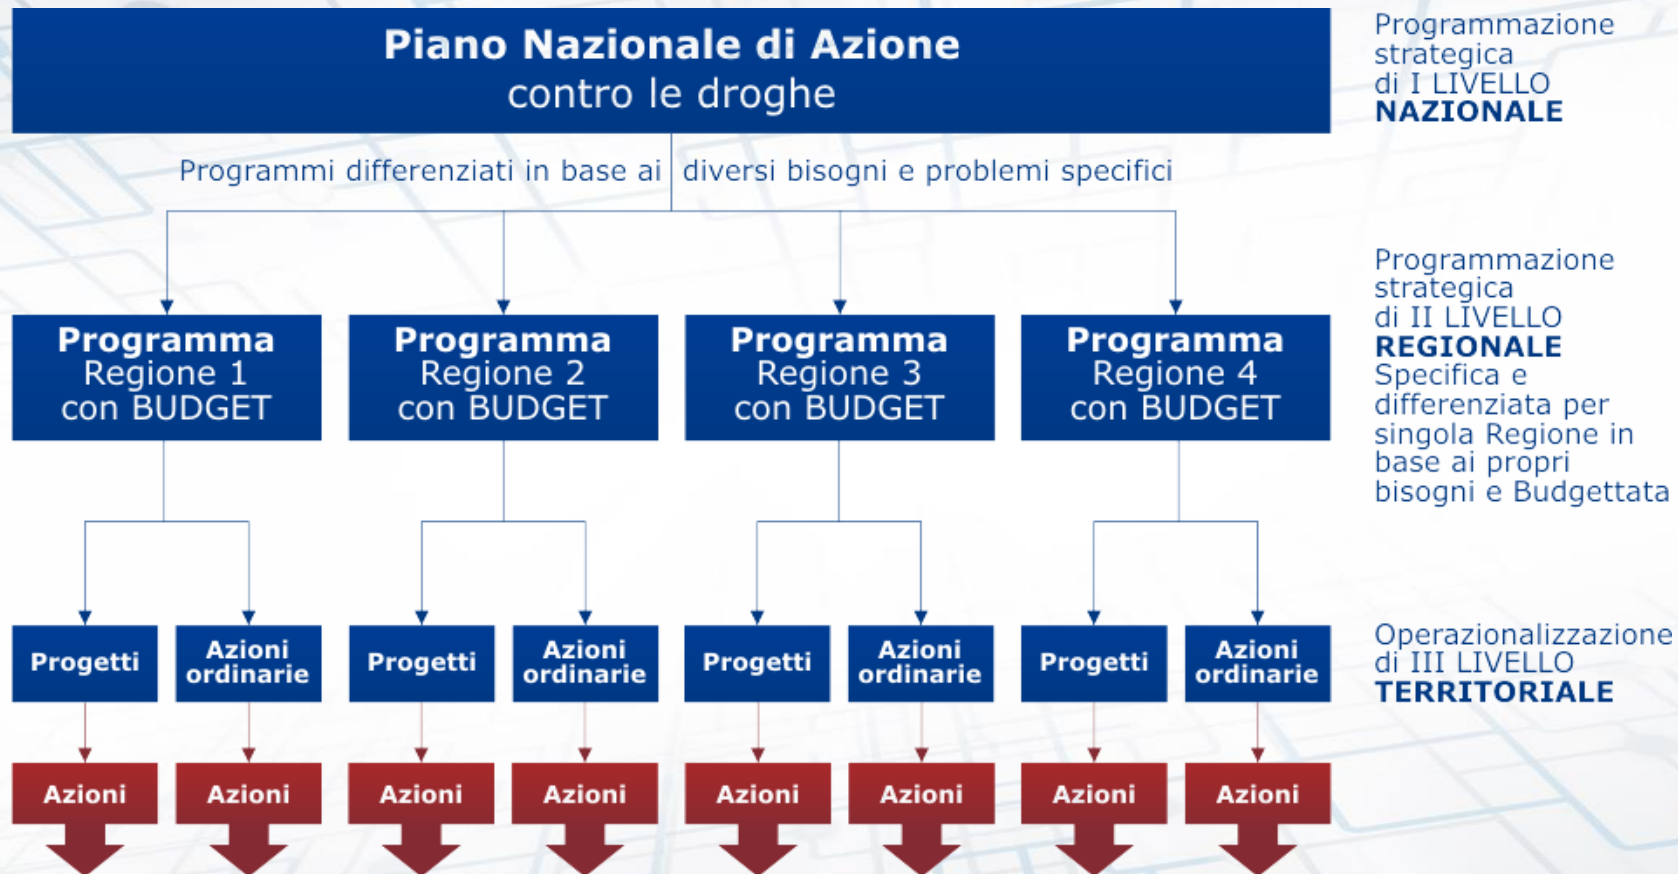 Piano Nazionale di Azione
contro le droghe
Programmazione
strategica
di I LIVELLO
NAZIONALE
Programmi differenziati in base ai diversi bisogni e problemi specifici
Programma
Regione 1
con BUDGET
Programma
Regione 2
con BUDGET
Programma
Regione 3
con BUDGET
Programma
Regione 4
con BUDGET
Programmazione
strategica
di II LIVELLO
REGIONALE
Specifica e
differenziata per
singola Regione in
base ai propri
bisogni e Budgettata
Progetti
Azioni
ordinarie
Progetti
Azioni
ordinarie
Progetti
Azioni
ordinarie
Progetti
Azioni
ordinarie
Operazionalizzazione
di III LIVELLO
TERRITORIALE
Azioni
Azioni
Azioni
Azioni
Azioni
Azioni
Azioni
Azioni